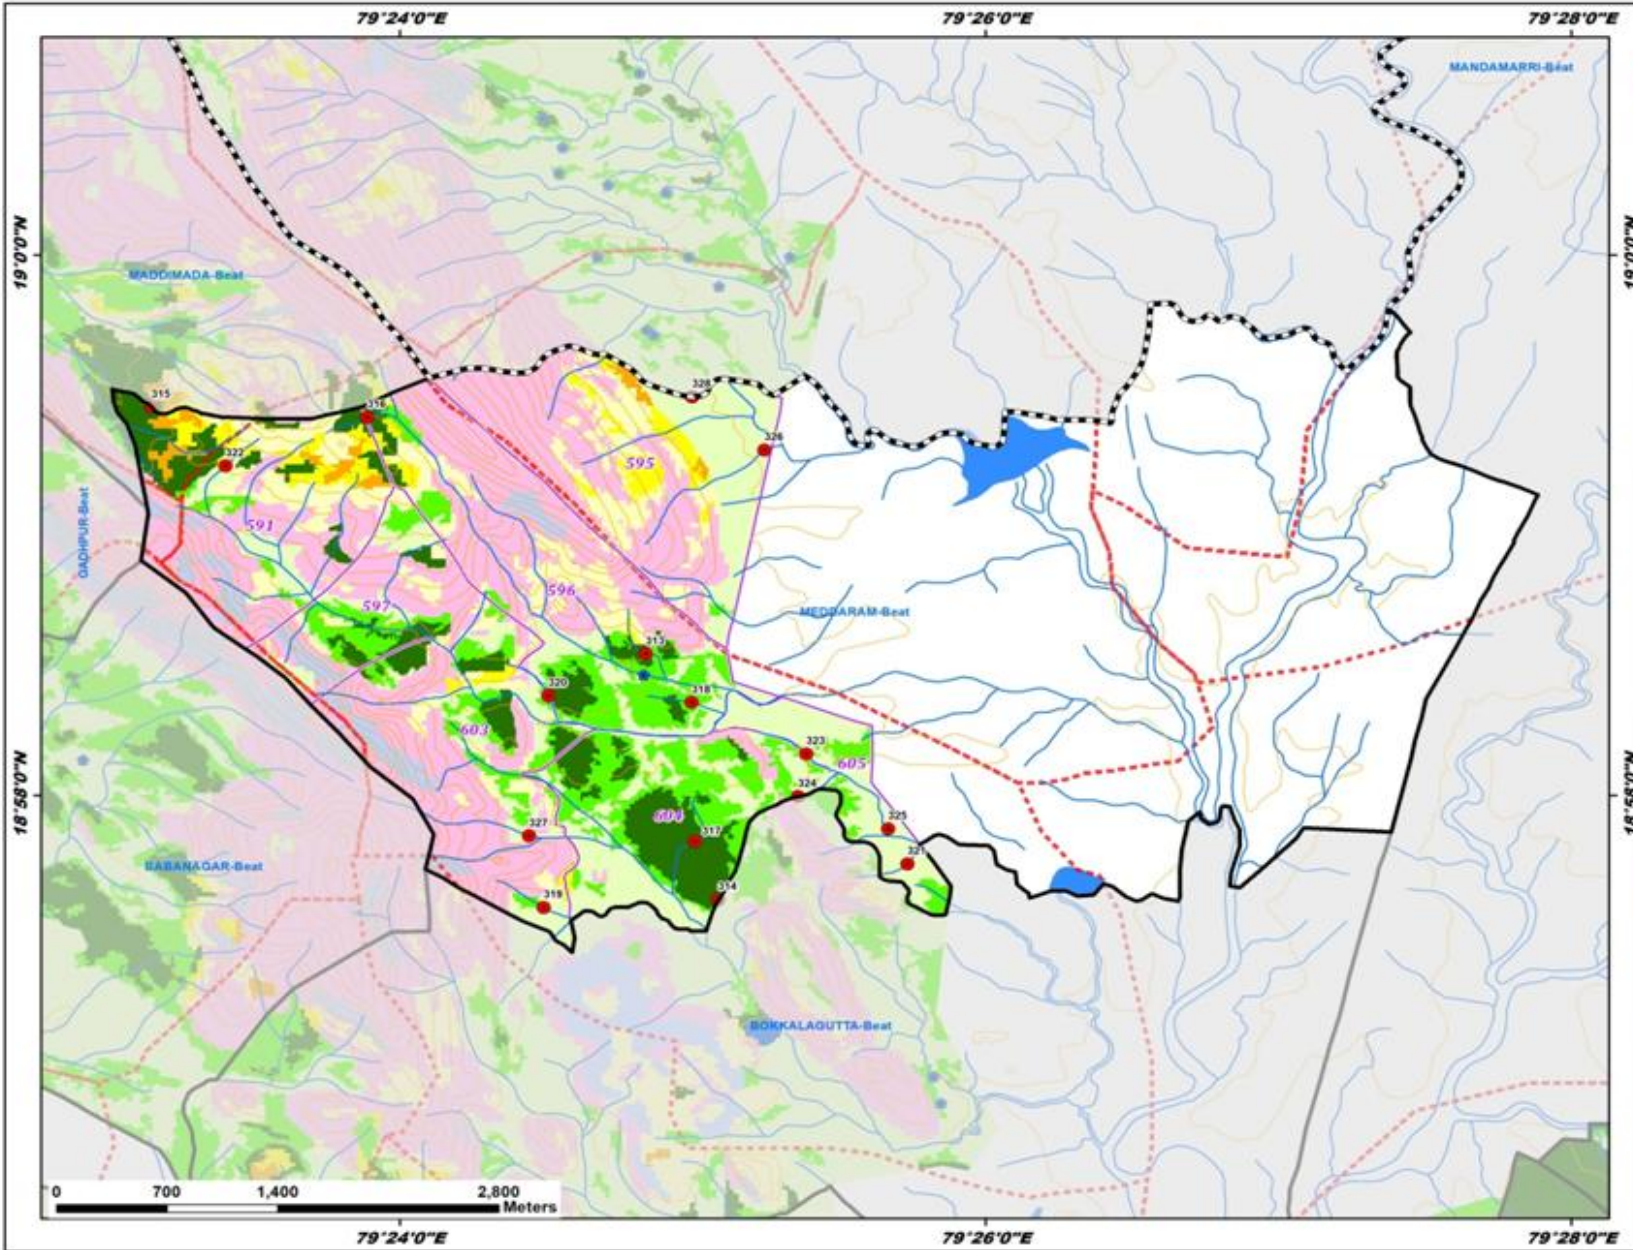 79°24'0"E
79°26'0"E
79°28'0"E
MANDAMARRI-Beat
19°0'0"N
19°0'0"N
MADDIMADA-Beat
328
315
316
326
322
595
591
GADHPUR-Beat
596
597
MEDDARAM-Beat
313
320
318
603
323
605
324
18°58'0"N
18°58'0"N
604
327
317
325
321
BABANAGAR-Beat
314
319
BOKKALAGUTTA-Beat
0 700 1,400 2,800
Meters
79°24'0"E
79°26'0"E
79°28'0"E